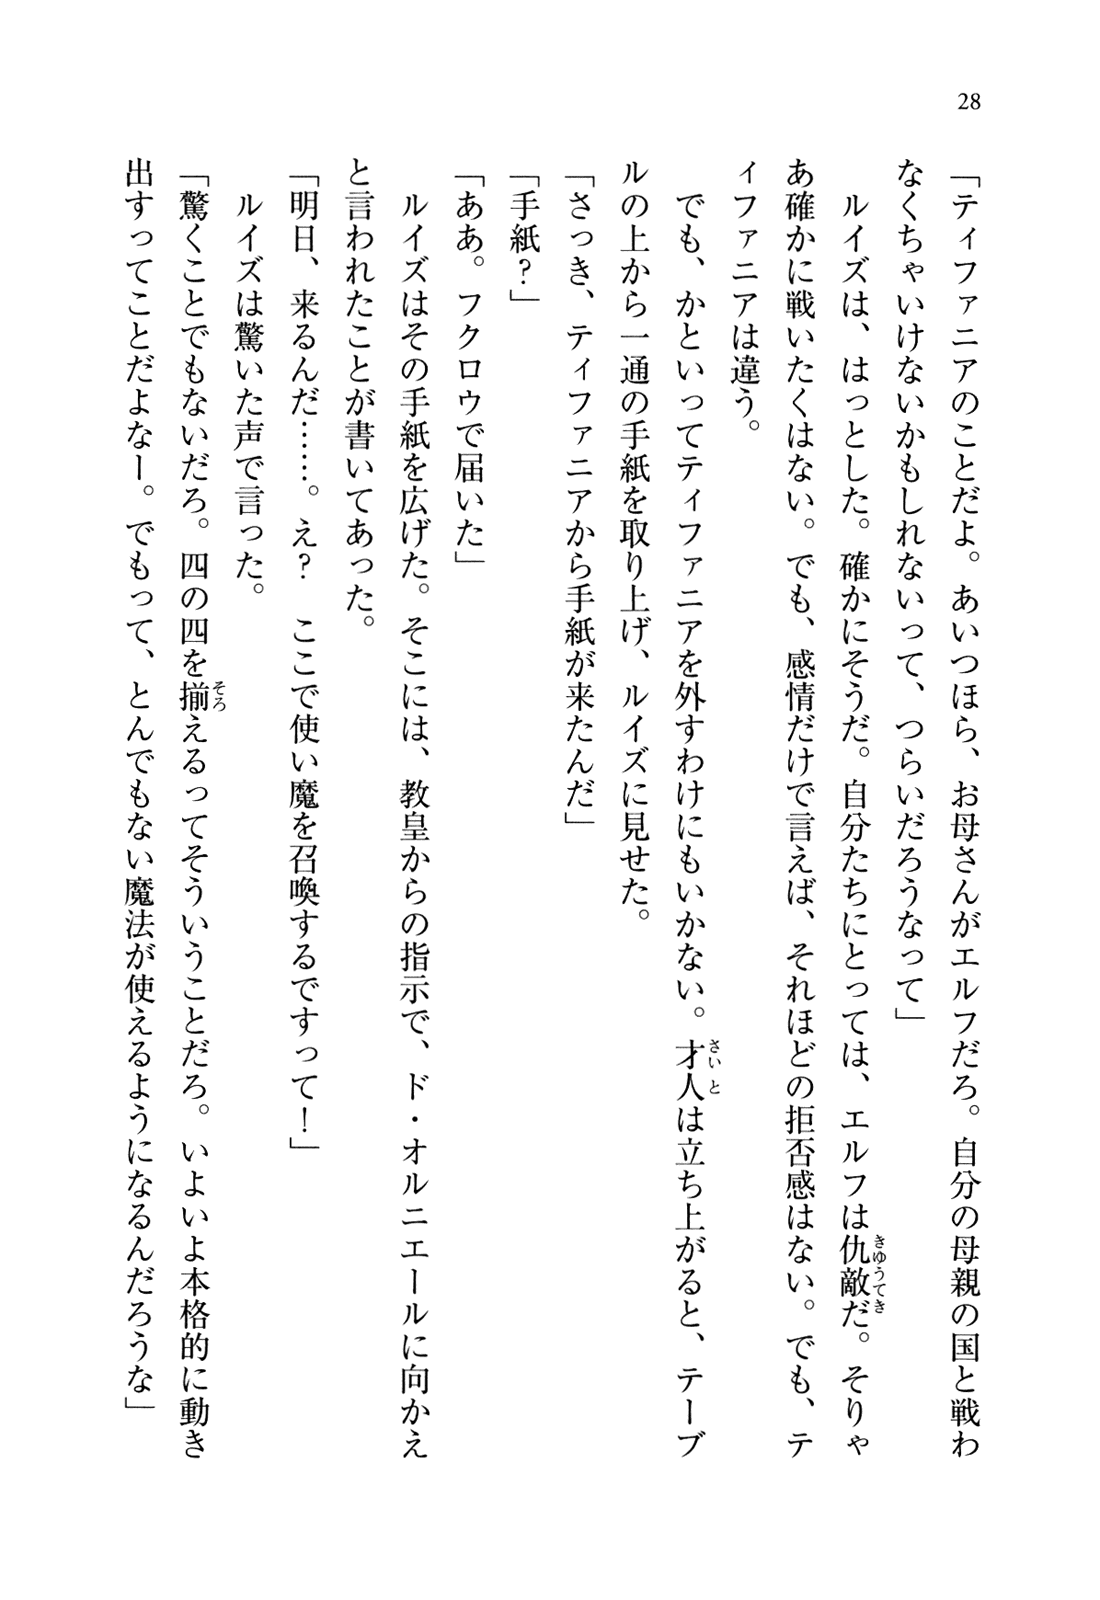 28
「ティファニアのことだよ。あいつほら、お母さんがエルフだろ。自分の母親の国と戦わ
なくちゃいけないかもしれないって、つらいだろうなって」
　ルイズは、はっとした。確かにそうだ。自分たちにとっては、エルフは仇敵だ。そりゃ
あ確かに戦いたくはない。でも、感情だけで言えば、それほどの拒否感はない。でも、テ
ィファニアは違う。
　でも、かといってティファニアを外すわけにもいかない。才人は立ち上がると、テーブ
ルの上から一通の手紙を取り上げ、ルイズに見せた。
「さっき、ティファニアから手紙が来たんだ」
「手紙？」
「ああ。フクロウで届いた」
　ルイズはその手紙を広げた。そこには、教皇からの指示で、ド・オルニエールに向かえ
と言われたことが書いてあった。
「明日、来るんだ……。え？　ここで使い魔を召喚するですって！」
　ルイズは驚いた声で言った。
「驚くことでもないだろ。四の四を揃えるってそういうことだろ。いよいよ本格的に動き
出すってことだよなー。でもって、とんでもない魔法が使えるようになるんだろうな」